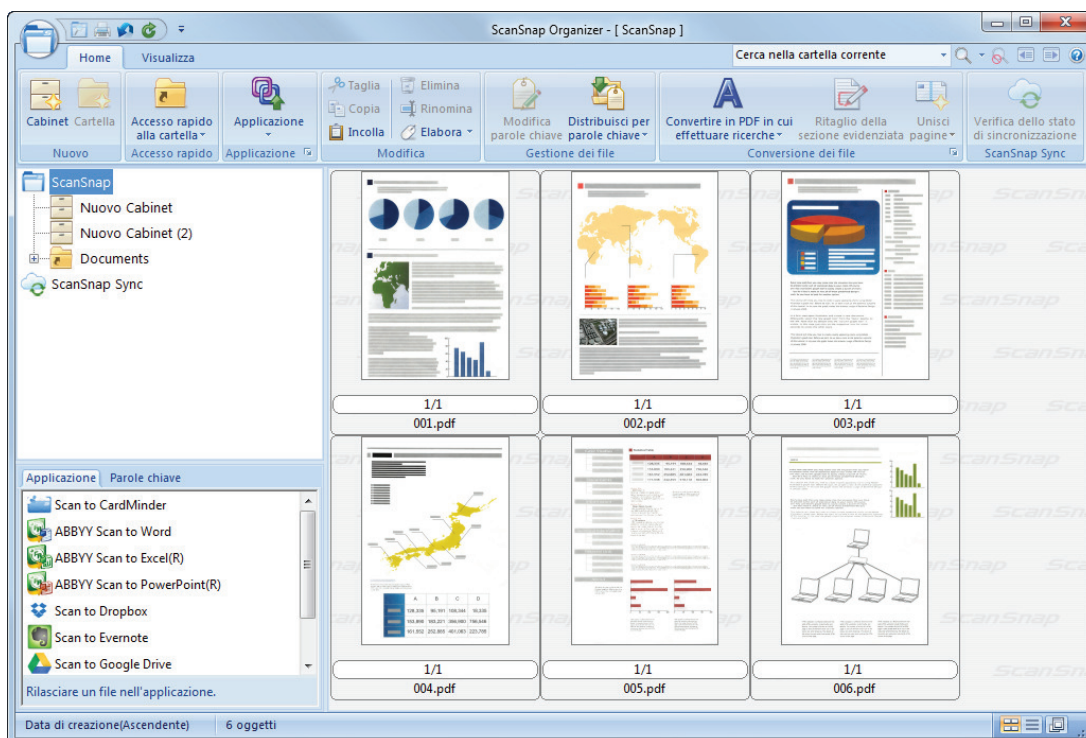 ScanSnap Organizer - [ ScanSnap ]
Home
Visualizza
Cerca nella cartella corrente
Cabinet
Cartella
Nuovo
Accesso rapido
alla cartella
Accesso rapido
Applicazione
Applicazione
Taglia
Copia
Incolla
Elimina
Rinomina
Elabora
Modifica
Modifica
parole chiave
Distribuisci per
parole chiave
Gestione dei file
Convertire in PDF in cui
effettuare ricerche
Ritaglio della
sezione evidenziata
Unisci
pagine
Conversione dei file
Verifica dello stato
di sincronizzazione
ScanSnap Sync
ScanSnap
Nuovo Cabinet
Nuovo Cabinet (2)
Documents
ScanSnap Sync
Applicazione
Parole chiave
Scan to CardMinder
ABBYY Scan to Word
ABBYY Scan to Excel(R)
ABBYY Scan to PowerPoint(R)
Scan to Dropbox
Scan to Evernote
Scan to Google Drive
Rilasciare un file nell'applicazione.
1/1
001.pdf
1/1
002.pdf
1/1
003.pdf
A B C D
1/1
004.pdf
1/1
005.pdf
1/1
006.pdf
Data di creazione(Ascendente)
6 oggetti